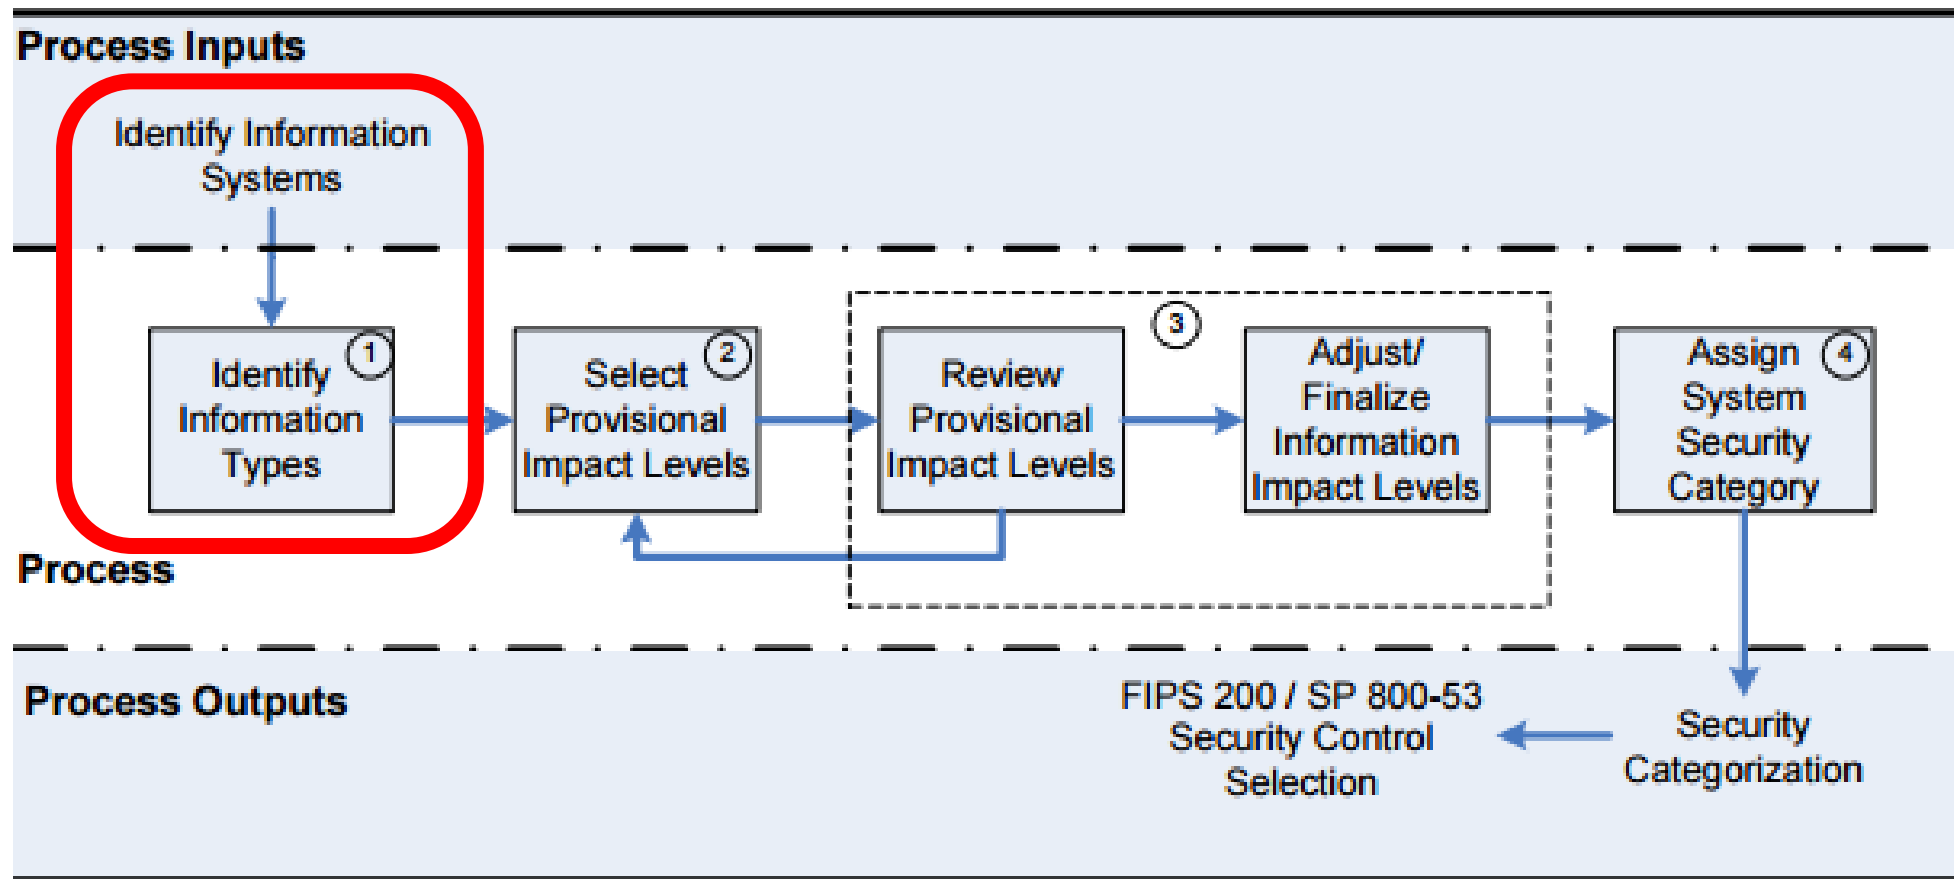 Process Inputs
Identify Information
Systems
1
Identify
Information
Types
2
Select
Provisional
Impact Levels
3
Review
Provisional
Impact Levels
Adjust/
Finalize
Information
Impact Levels
4
Assign
System
Security
Category
Process
Process Outputs
FIPS 200 / SP 800-53
Security Control
Selection
Security
Categorization